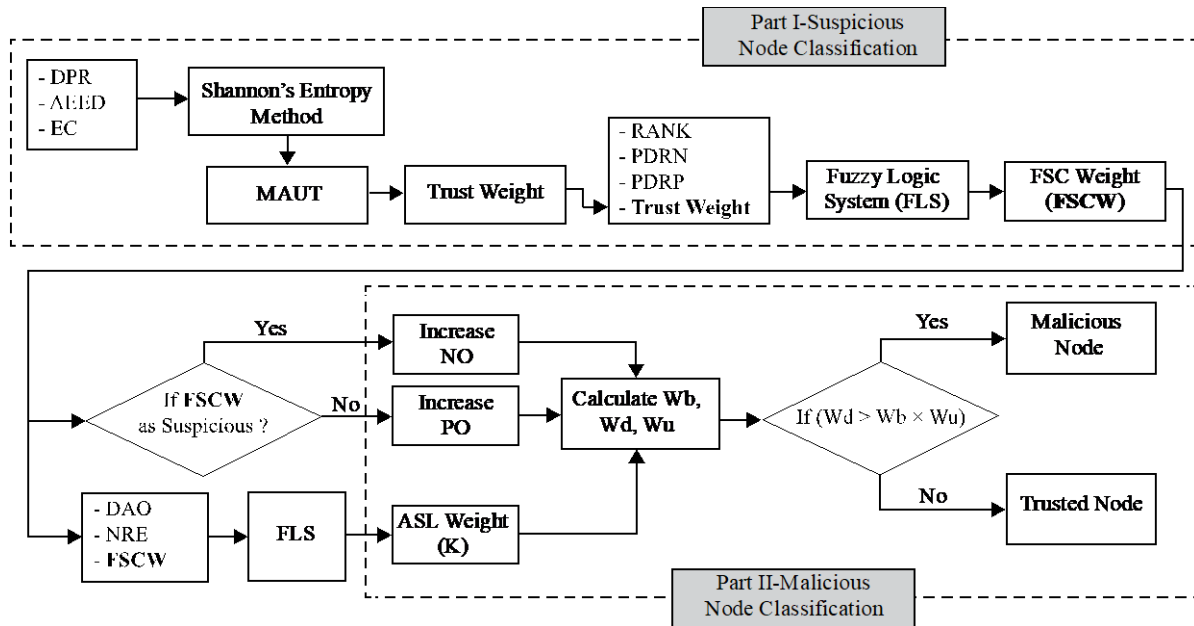 Part I-Suspicious
Node Classification
- DPR
- AEED
- EC
Shannon's Entropy
Method
MAUT
Trust Weight
- RANK
- PDRN
- PDRP
- Trust Weight
Fuzzy Logic
System (FLS)
FSC Weight
(FSCW)
If FSCW
as Suspicious ?
Yes
No
Increase
NO
Increase
PO
Calculate Wb,
Wd, Wu
If (Wd > Wb × Wu)
Yes
No
Malicious
Node
Trusted Node
- DAO
- NRE
- FSCW
FLS
ASL Weight
(K)
Part II-Malicious
Node Classification